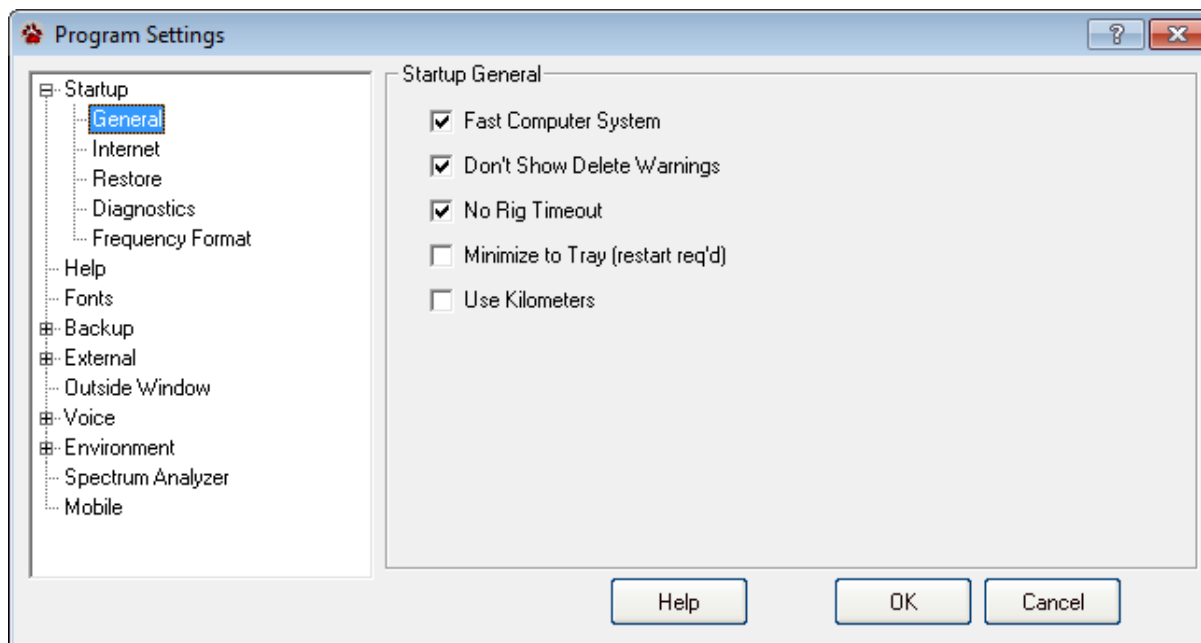 Program Settings
Startup
General
Internet
Restore
Diagnostics
Frequency Format
Help
Fonts
Backup
External
Outside Window
Voice
Environment
Spectrum Analyzer
Mobile
Startup General
Fast Computer System
Don't Show Delete Warnings
No Rig Timeout
Minimize to Tray (restart req'd)
Use Kilometers
Help OK Cancel